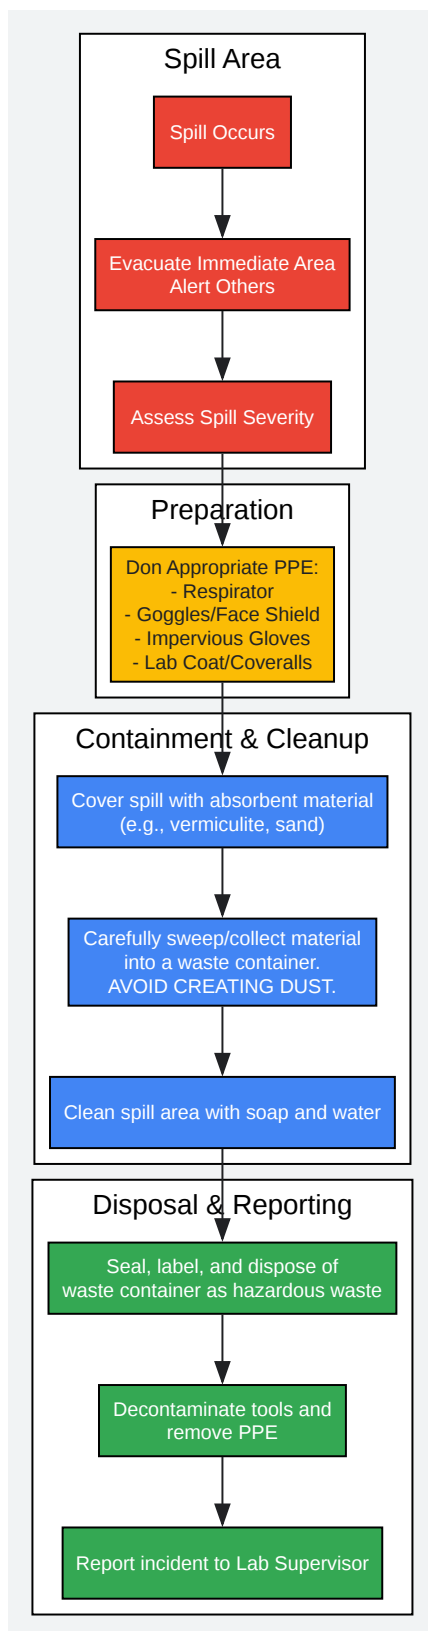 Spill Area
Spill Occurs
Evacuate Immediate Area
Alert Others
Assess Spill Severity
Preparation
Don Appropriate PPE:
- Respirator
- Goggles/Face Shield
- Impervious Gloves
- Lab Coat/Coveralls
Containment & Cleanup
Cover spill with absorbent material
(e.g., vermiculite, sand)
Carefully sweep/collect material
into a waste container.
AVOID CREATING DUST.
Clean spill area with soap and water
Disposal & Reporting
Seal, label, and dispose of
waste container as hazardous waste
Decontaminate tools and
remove PPE
Report incident to Lab Supervisor